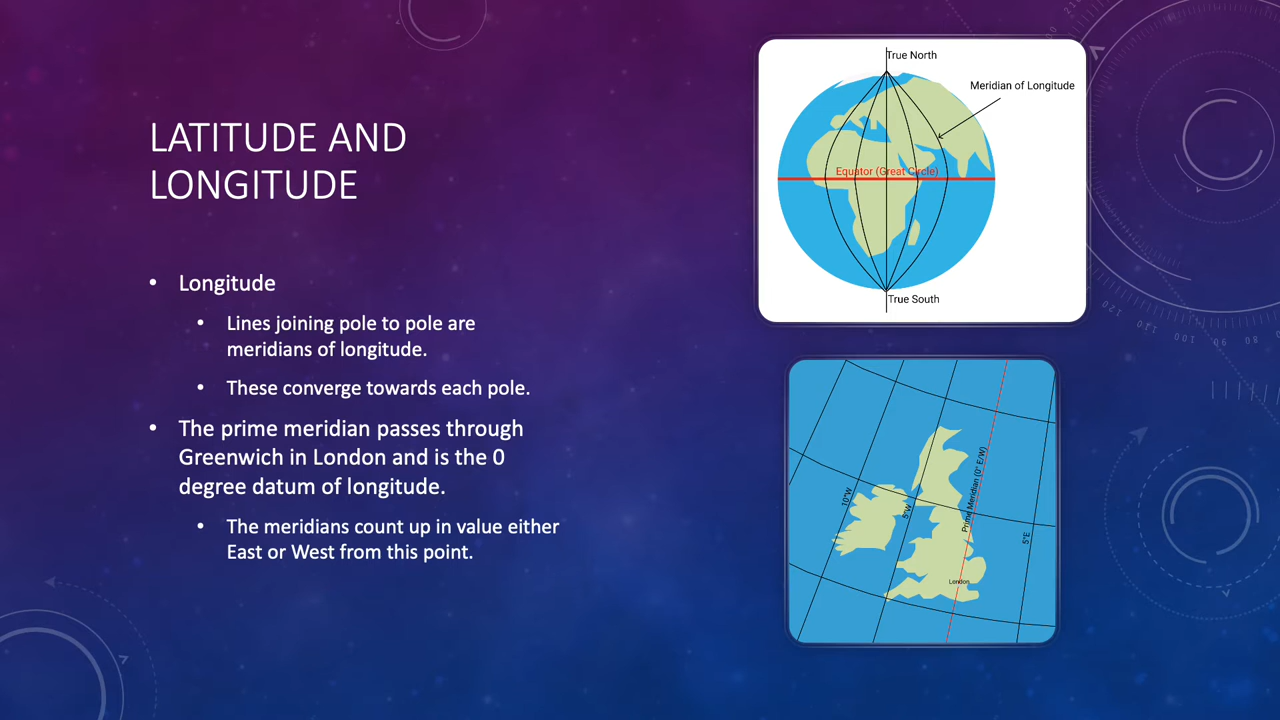 LATITUDE AND
LONGITUDE
• Longitude
• Lines joining pole to pole are
meridians of longitude.
• These converge towards each pole.
• The prime meridian passes through
Greenwich in London and is the 0
degree datum of longitude.
• The meridians count up in value either
East or West from this point.
True North
Meridian of Longitude
Equator (Great Circle)
True South
10°W
5°W
Prime Meridian (0° E/W)
5°E
London